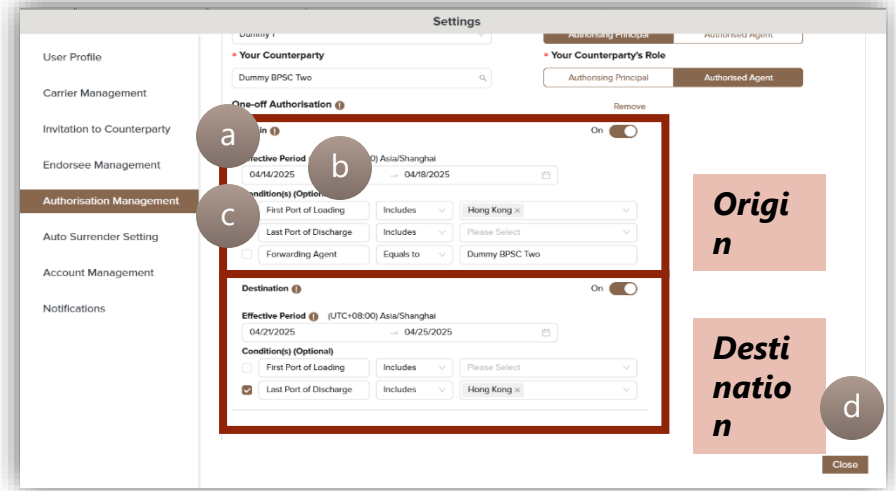 Settings
Dummy 1
Authorising Principal Authorised Agent
User Profile
* Your Counterparty * Your Counterparty's Role
Dummy BPSC Two Authorising Principal Authorised Agent
Carrier Management
One-off Authorisation Remove
Invitation to Counterparty
a
in On
Endorsee Management
Effective Period b 0) Asia/Shanghai
04/14/2025 → 04/18/2025
Condition(s) (Optional
Authorisation Management
c
First Port of Loading Includes Hong Kong ×
Origi
n
Auto Surrender Setting
Last Port of Discharge Includes Please Select
Forwarding Agent Equals to Dummy BPSC Two
Account Management
Destination On
Notifications
Effective Period (UTC+08:00) Asia/Shanghai
04/21/2025 → 04/25/2025
Condition(s) (Optional)
First Port of Loading Includes Please Select
Last Port of Discharge Includes Hong Kong ×
Desti
natio
n
d
Close